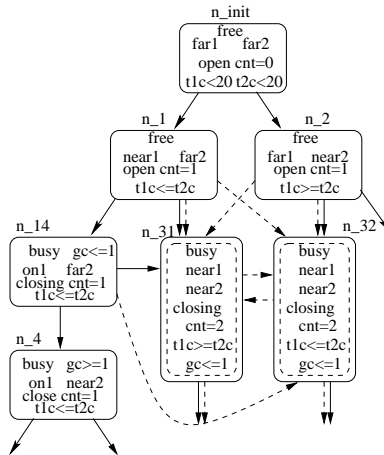 n_init
free
far1 far2
open cnt=0
t1c<20 t2c<20
n_1
free
near1 far2
open cnt=1
t1c<=t2c
n_2
free
far1 near2
open cnt=1
t1c>=t2c
n_14
busy gc<=1
on1 far2
closing cnt=1
t1c<=t2c
n_31
busy
near1
near2
closing
cnt=2
t1c>=t2c
gc<=1
n_32
busy
near1
near2
closing
cnt=2
t1c<=t2c
gc<=1
n_4
busy gc>=1
on1 near2
close cnt=1
t1c<=t2c